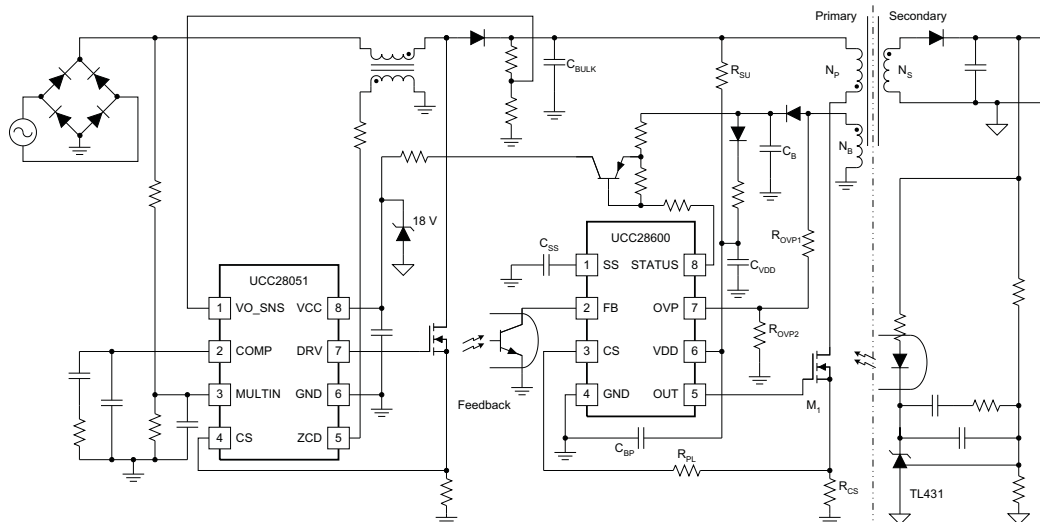 Primary
Secondary
C_BULK
R_SU
N_P
N_S
C_B
N_B
18 V
UCC28600
C_SS
R_OVP1
C_VDD
1 SS STATUS 8
UCC28051
1 VO_SNS VCC 8
2 FB OVP 7
R_OVP2
2 COMP DRV 7
3 CS VDD 6
3 MULTIN GND 6
Feedback
4 GND OUT 5
M_1
4 CS ZCD 5
C_BP
R_PL
R_CS
TL431